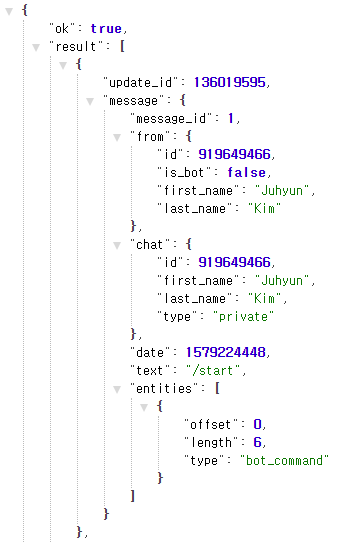 {
"ok": true,
"result": [
{
"update_id": 136019595,
"message": {
"message_id": 1,
"from": {
"id": 919649466,
"is_bot": false,
"first_name": "Juhyun",
"last_name": "Kim"
},
"chat": {
"id": 919649466,
"first_name": "Juhyun",
"last_name": "Kim",
"type": "private"
},
"date": 1579224448,
"text": "/start",
"entities": [
{
"offset": 0,
"length": 6,
"type": "bot_command"
}
]
}
},